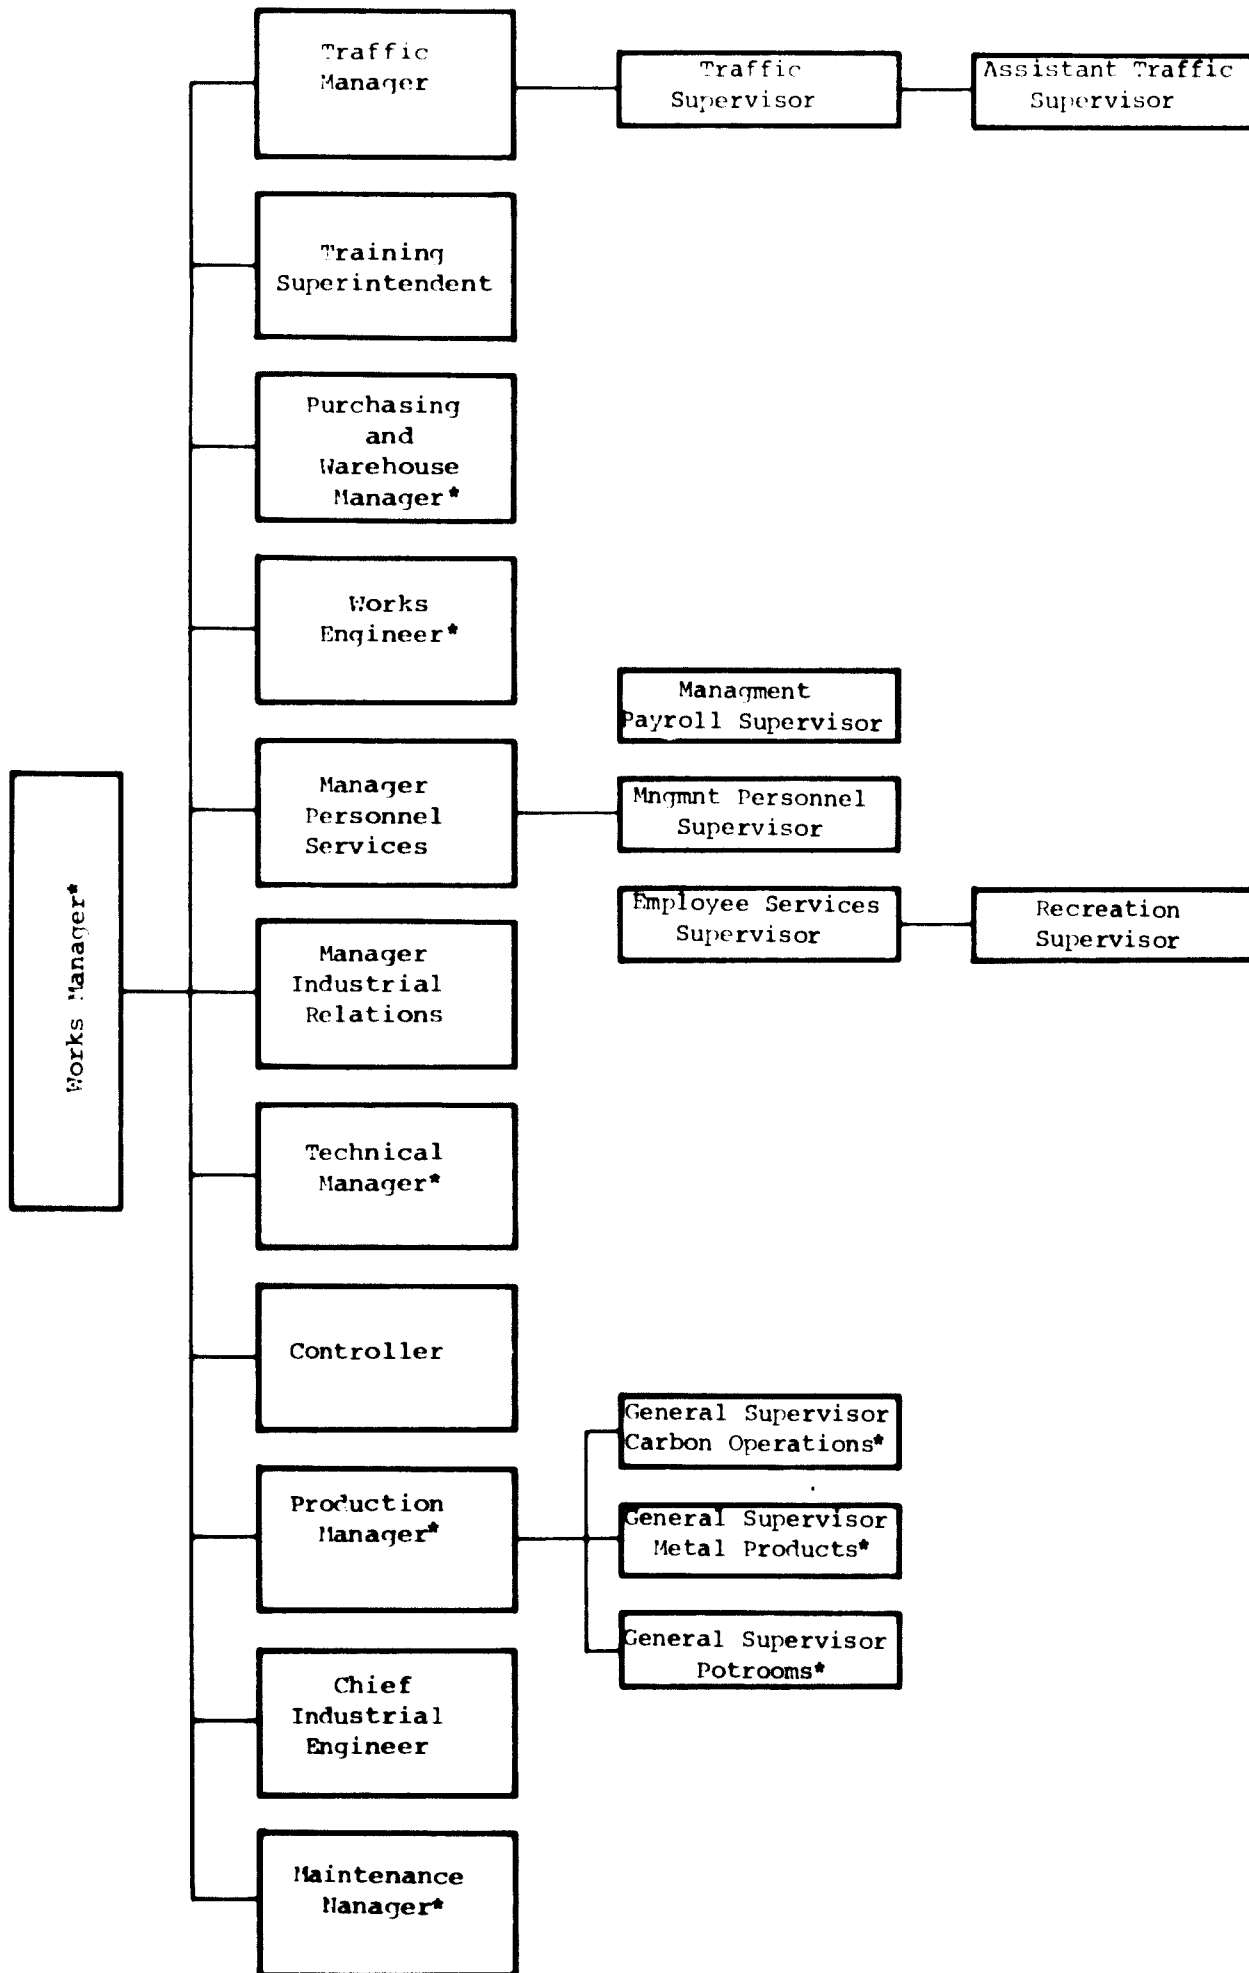 Traffic
Manager
Traffic
Supervisor
Assistant Traffic
Supervisor
Training
Superintendent
Purchasing
and
Warehouse
Manager*
Works
Engineer*
Managment
Payroll Supervisor
Manager
Personnel
Services
Mngmnt Personnel
Supervisor
Employee Services
Supervisor
Recreation
Supervisor
Works Manager*
Manager
Industrial
Relations
Technical
Manager*
Controller
General Supervisor
Carbon Operations*
Production
Manager*
General Supervisor
Metal Products*
General Supervisor
Potrooms*
Chief
Industrial
Engineer
Maintenance
Manager*